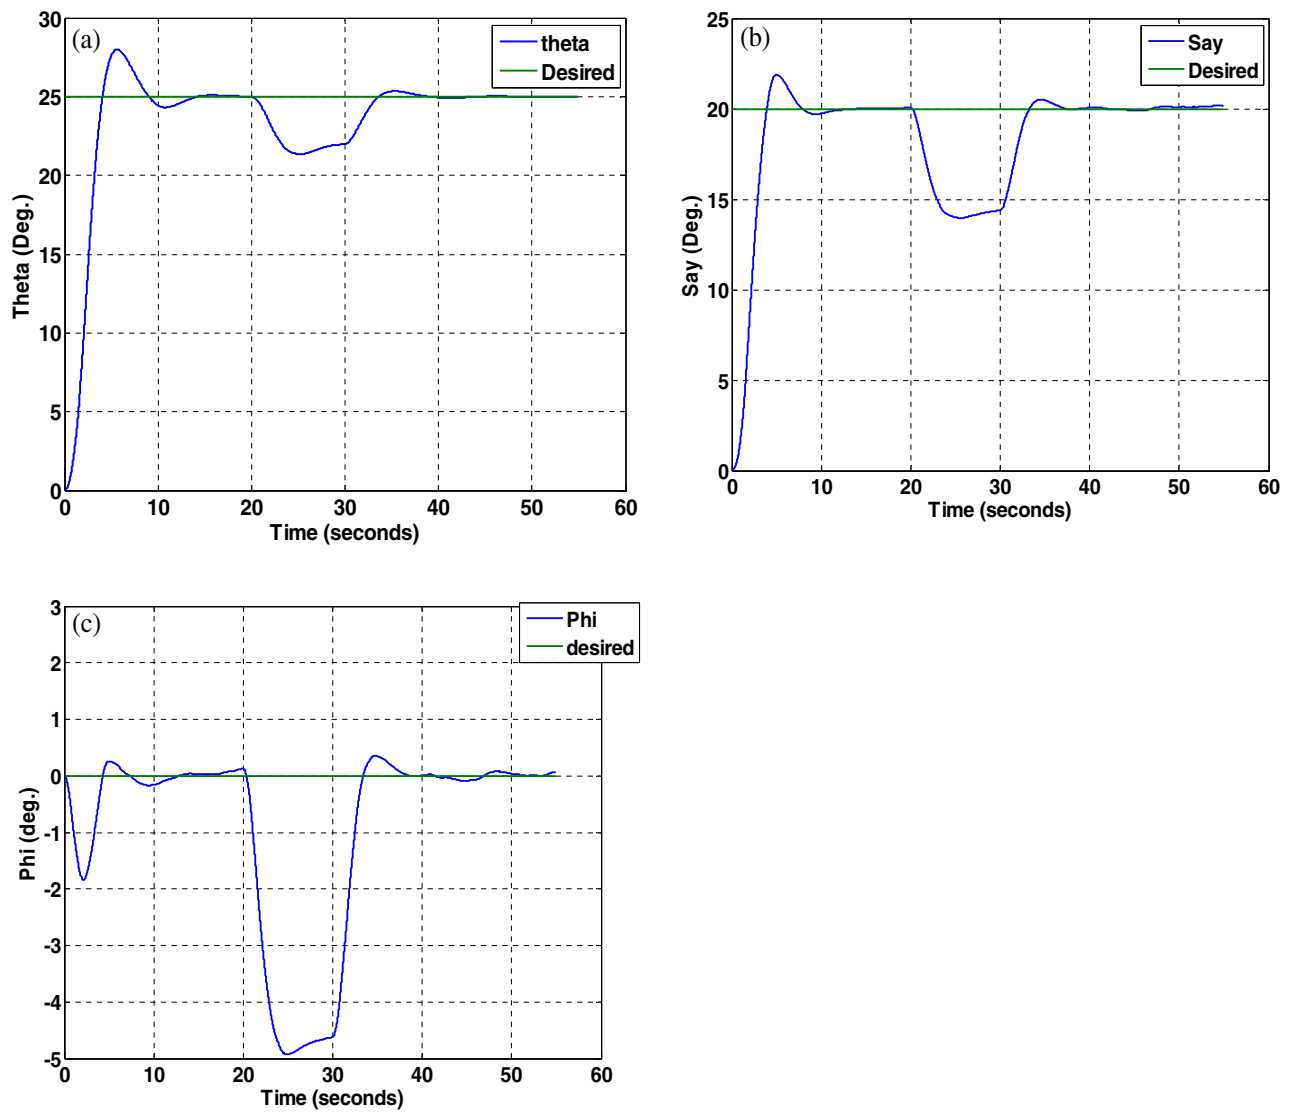 (a)
theta
Desired
30
25
20
15
10
5
0
0 10 20 30 40 50 60
Theta (Deg.)
Time (seconds)
(b)
Say
Desired
25
20
15
10
5
0
0 10 20 30 40 50 60
Say (Deg.)
Time (seconds)
(c)
Phi
desired
3
2
1
0
-1
-2
-3
-4
-5
0 10 20 30 40 50 60
Phi (deg.)
Time (seconds)